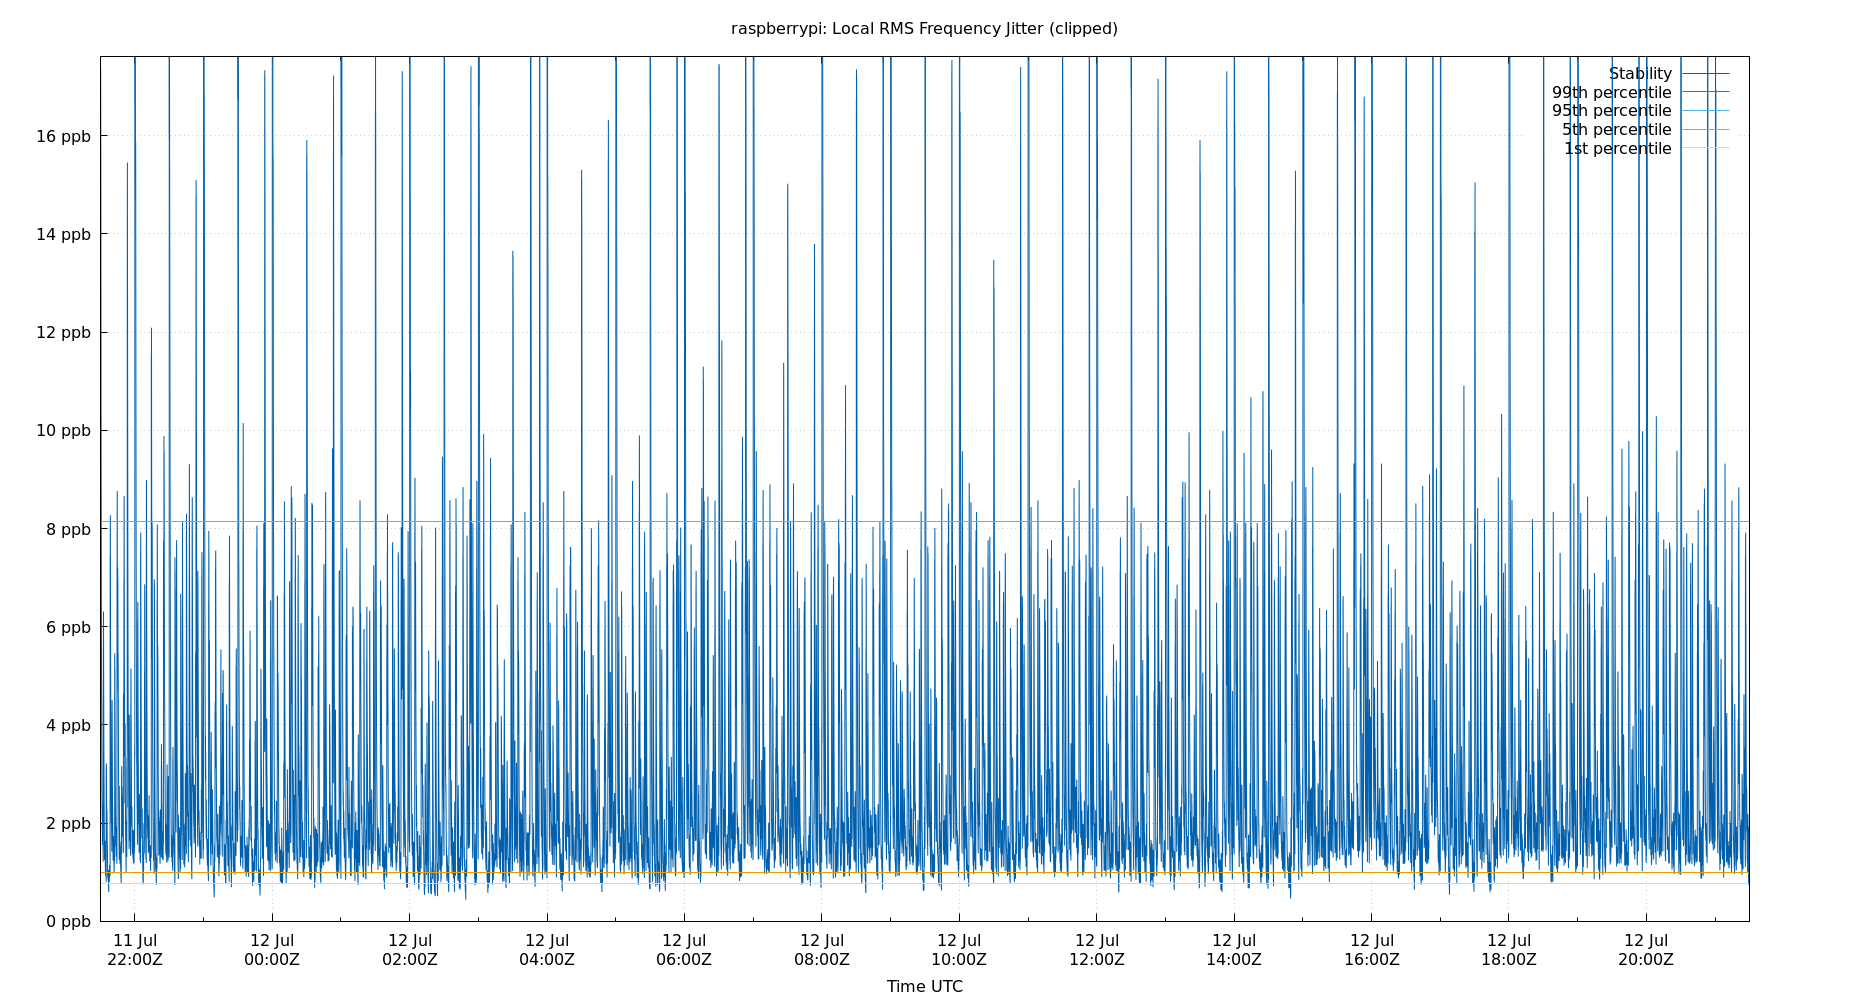 raspberrypi: Local RMS Frequency Jitter (clipped)
Stability
99th percentile
95th percentile
5th percentile
1st percentile
16 ppb
14 ppb
12 ppb
10 ppb
8 ppb
6 ppb
4 ppb
2 ppb
0 ppb
11 Jul 12 Jul 12 Jul 12 Jul 12 Jul 12 Jul 12 Jul 12 Jul 12 Jul 12 Jul 12 Jul 12 Jul
22:00Z 00:00Z 02:00Z 04:00Z 06:00Z 08:00Z 10:00Z 12:00Z 14:00Z 16:00Z 18:00Z 20:00Z
Time UTC